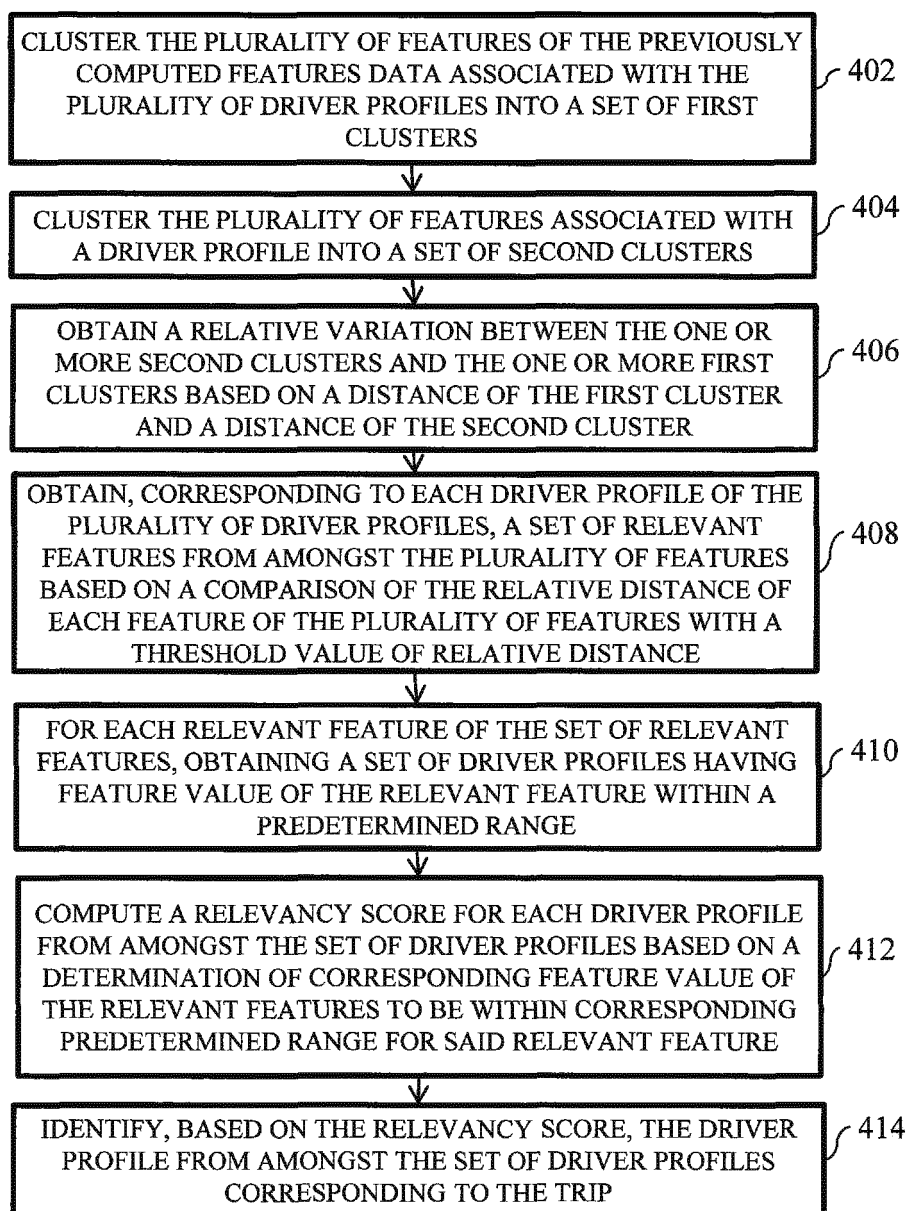 CLUSTER THE PLURALITY OF FEATURES OF THE PREVIOUSLY
COMPUTED FEATURES DATA ASSOCIATED WITH THE
PLURALITY OF DRIVER PROFILES INTO A SET OF FIRST
CLUSTERS
402
CLUSTER THE PLURALITY OF FEATURES ASSOCIATED WITH
A DRIVER PROFILE INTO A SET OF SECOND CLUSTERS
404
OBTAIN A RELATIVE VARIATION BETWEEN THE ONE OR
MORE SECOND CLUSTERS AND THE ONE OR MORE FIRST
CLUSTERS BASED ON A DISTANCE OF THE FIRST CLUSTER
AND A DISTANCE OF THE SECOND CLUSTER
406
OBTAIN, CORRESPONDING TO EACH DRIVER PROFILE OF THE
PLURALITY OF DRIVER PROFILES, A SET OF RELEVANT
FEATURES FROM AMONGST THE PLURALITY OF FEATURES
BASED ON A COMPARISON OF THE RELATIVE DISTANCE OF
EACH FEATURE OF THE PLURALITY OF FEATURES WITH A
THRESHOLD VALUE OF RELATIVE DISTANCE
408
FOR EACH RELEVANT FEATURE OF THE SET OF RELEVANT
FEATURES, OBTAINING A SET OF DRIVER PROFILES HAVING
FEATURE VALUE OF THE RELEVANT FEATURE WITHIN A
PREDETERMINED RANGE
410
COMPUTE A RELEVANCY SCORE FOR EACH DRIVER PROFILE
FROM AMONGST THE SET OF DRIVER PROFILES BASED ON A
DETERMINATION OF CORRESPONDING FEATURE VALUE OF
THE RELEVANT FEATURES TO BE WITHIN CORRESPONDING
PREDETERMINED RANGE FOR SAID RELEVANT FEATURE
412
IDENTIFY, BASED ON THE RELEVANCY SCORE, THE DRIVER
PROFILE FROM AMONGST THE SET OF DRIVER PROFILES
CORRESPONDING TO THE TRIP
414